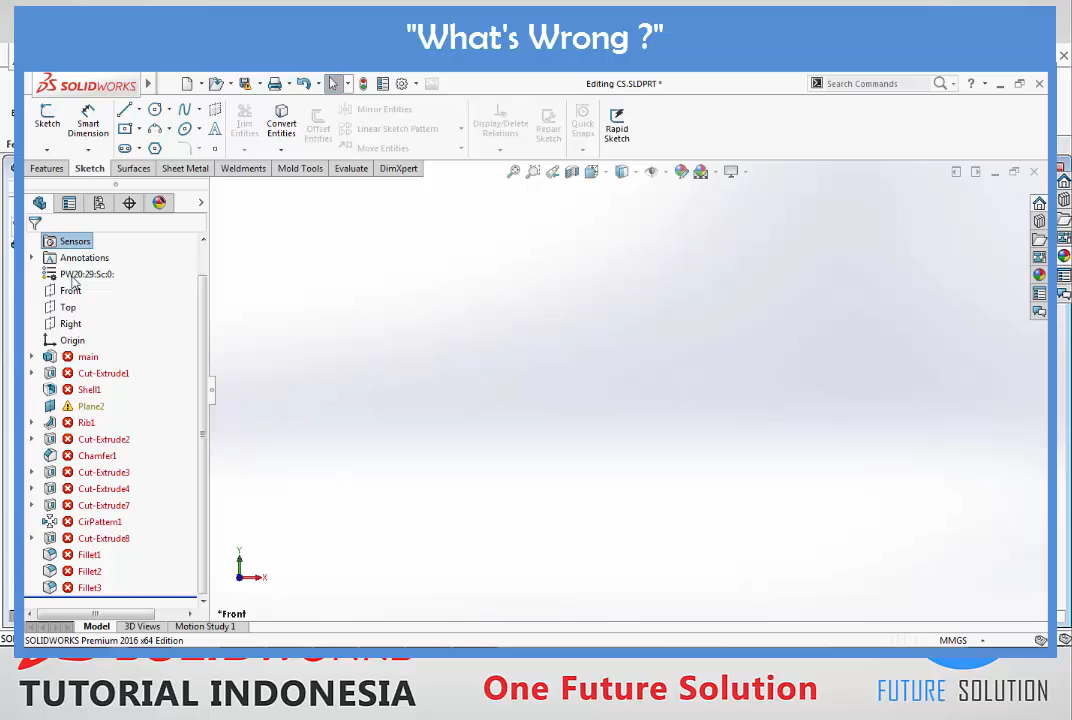 "What's Wrong ?"
SOLIDWORKS
Editing CS.SLDPRT *
Search Commands
Sketch
Smart Dimension
Trim Entities
Convert Entities
Offset Entities
Mirror Entities
Linear Sketch Pattern
Move Entities
Display/Delete Relations
Repair Sketch
Quick Snaps
Rapid Sketch
Features Sketch Surfaces Sheet Metal Weldments Mold Tools Evaluate DimXpert
Sensors
Annotations
PW20:29:Sc:0:
Front
Top
Right
Origin
main
Cut-Extrude1
Shell1
Plane2
Rib1
Cut-Extrude2
Chamfer1
Cut-Extrude3
Cut-Extrude4
Cut-Extrude7
CirPattern1
Cut-Extrude8
Fillet1
Fillet2
Fillet3
Y
X
*Front
Model 3D Views Motion Study 1
SOLIDWORKS Premium 2016 x64 Edition
MMGS
TUTORIAL INDONESIA
One Future Solution
FUTURE SOLUTION